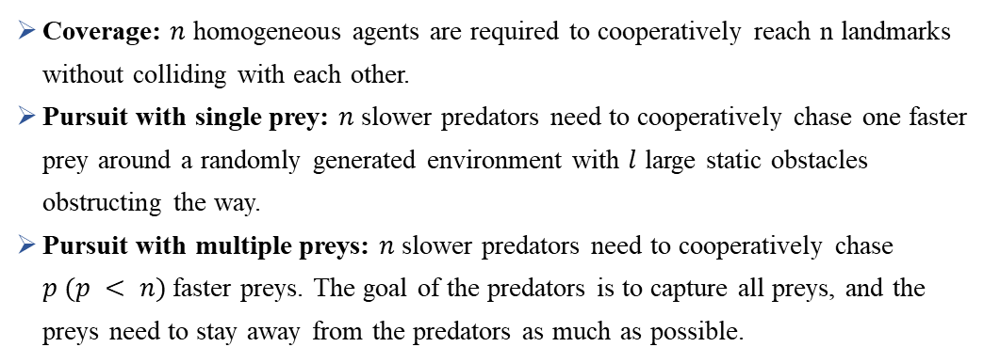 ➢ Coverage: n homogeneous agents are required to cooperatively reach n landmarks
without colliding with each other.
➢ Pursuit with single prey: n slower predators need to cooperatively chase one faster
prey around a randomly generated environment with l large static obstacles
obstructing the way.
➢ Pursuit with multiple preys: n slower predators need to cooperatively chase
p (p < n) faster preys. The goal of the predators is to capture all preys, and the
preys need to stay away from the predators as much as possible.